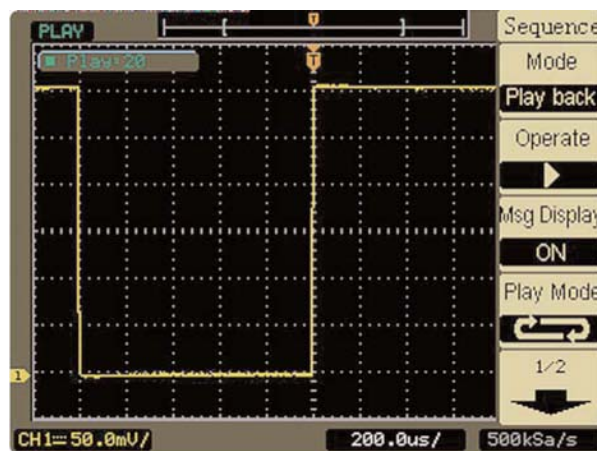 PLAY
T
Sequence
T
Play:20
Mode
Play back
Operate
Msg Display
ON
Play Mode
1/2
1
CH1 50.0mV/
200.0us/
500kSa/s